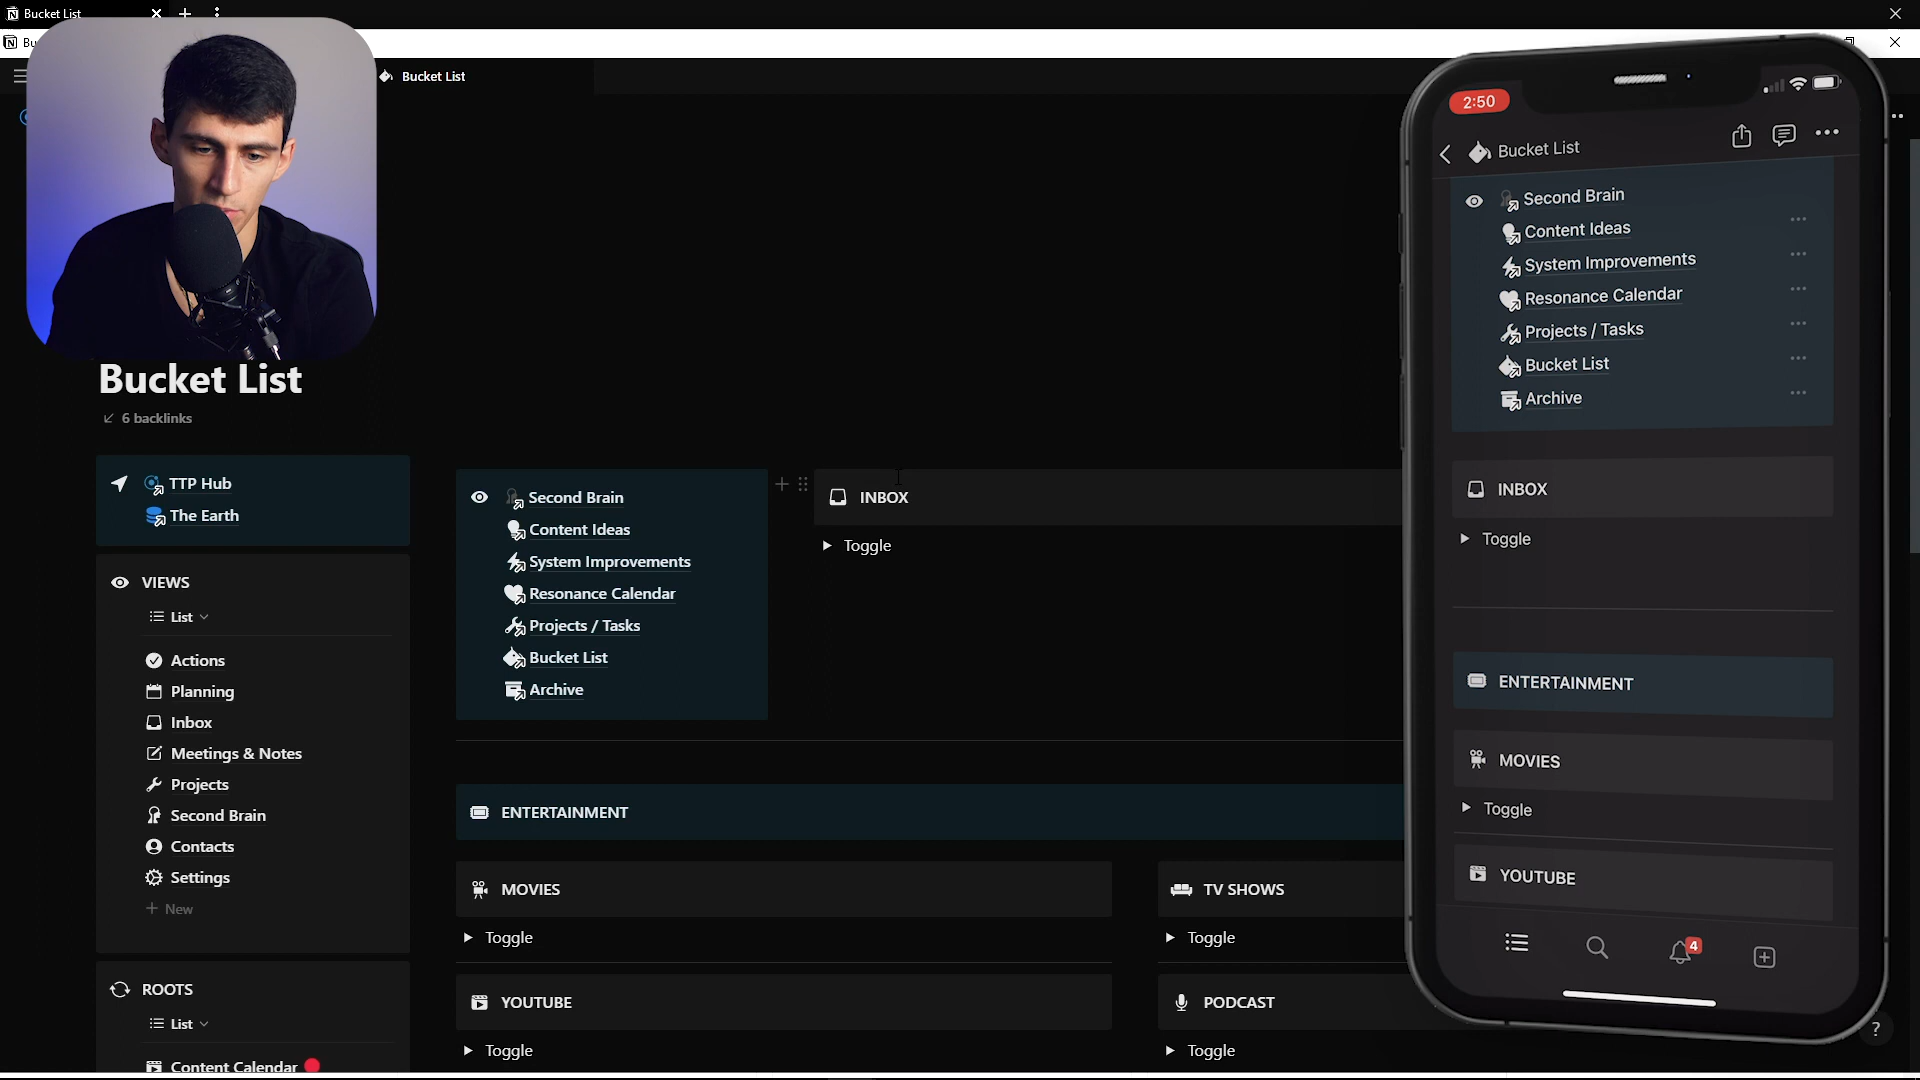 Bucket List
Bu
Bucket List
Bucket List
6 backlinks
TTP Hub
The Earth
VIEWS
List
Actions
Planning
Inbox
Meetings & Notes
Projects
Second Brain
Contacts
Settings
New
ROOTS
List
Content Calendar
Second Brain
Content Ideas
System Improvements
Resonance Calendar
Projects / Tasks
Bucket List
Archive
INBOX
Toggle
ENTERTAINMENT
MOVIES
Toggle
YOUTUBE
Toggle
TV SHOWS
Toggle
PODCAST
Toggle
2:50
Bucket List
Second Brain
Content Ideas
System Improvements
Resonance Calendar
Projects / Tasks
Bucket List
Archive
INBOX
Toggle
ENTERTAINMENT
MOVIES
Toggle
YOUTUBE
4
?